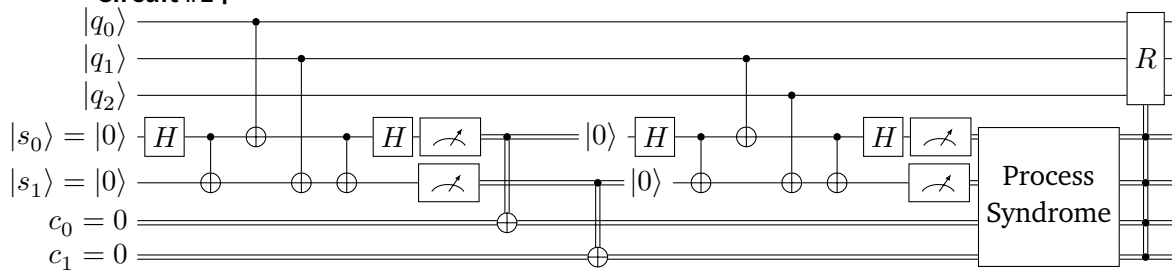 |q₀⟩
|q₁⟩ R
|q₂⟩
|s₀⟩ = |0⟩ H H |0⟩ H H
|s₁⟩ = |0⟩ |0⟩ Process
c₀ = 0 Syndrome
c₁ = 0